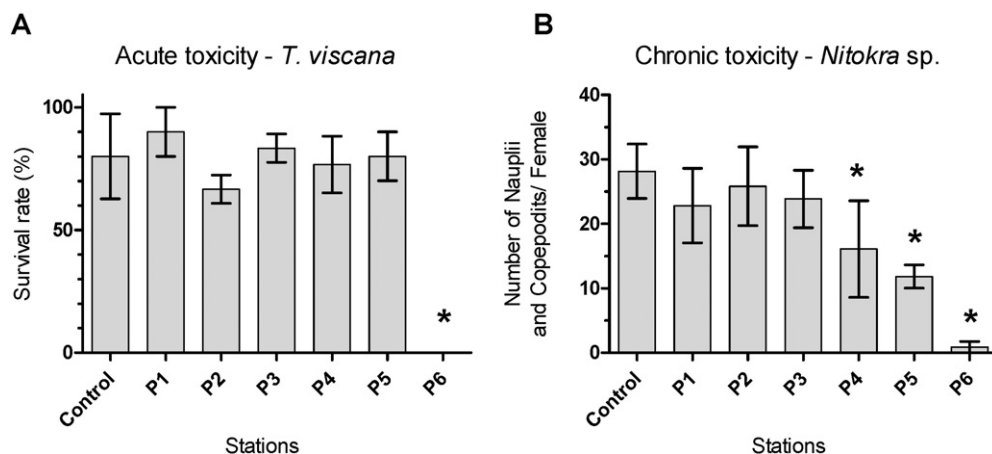 A
Acute toxicity - T. viscana
Survival rate (%)
100
50
0
Control
P1
P2
P3
P4
P5
P6
*
Stations
B
Chronic toxicity - Nitokra sp.
Number of Nauplii
and Copepodits/ Female
40
30
20
10
0
Control
P1
P2
P3
P4
P5
P6
*
*
*
Stations